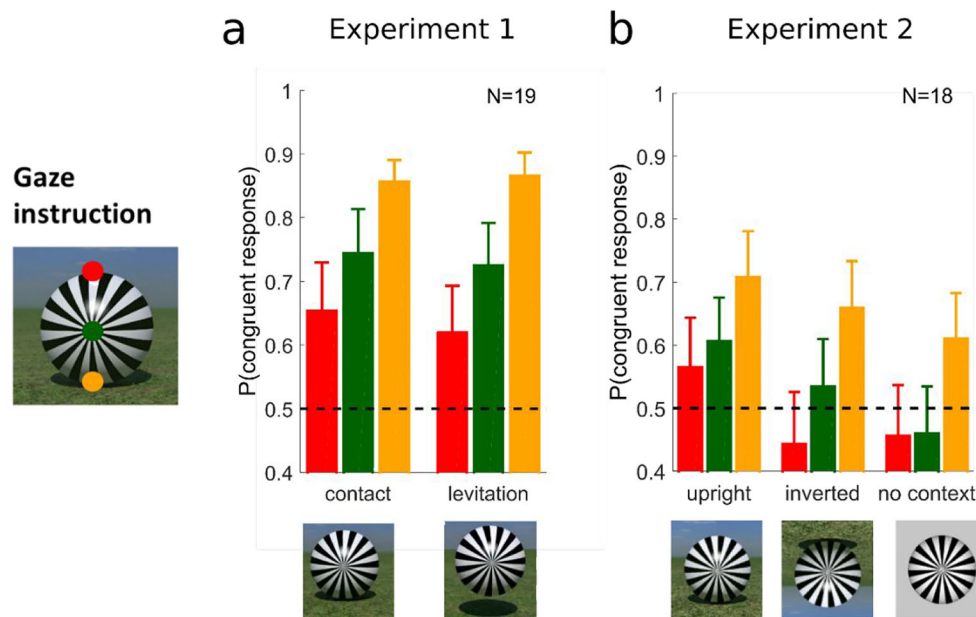 a Experiment 1
b Experiment 2
Gaze
instruction
P(congruent response)
1
0.9
0.8
0.7
0.6
0.5
0.4
N=19
contact levitation
P(congruent response)
1
0.9
0.8
0.7
0.6
0.5
0.4
N=18
upright inverted no context